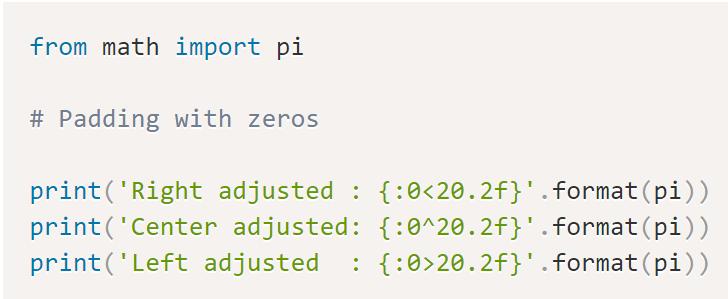 from math import pi
# Padding with zeros
print('Right adjusted : {:0<20.2f}'.format(pi))
print('Center adjusted: {:0^20.2f}'.format(pi))
print('Left adjusted  : {:0>20.2f}'.format(pi))